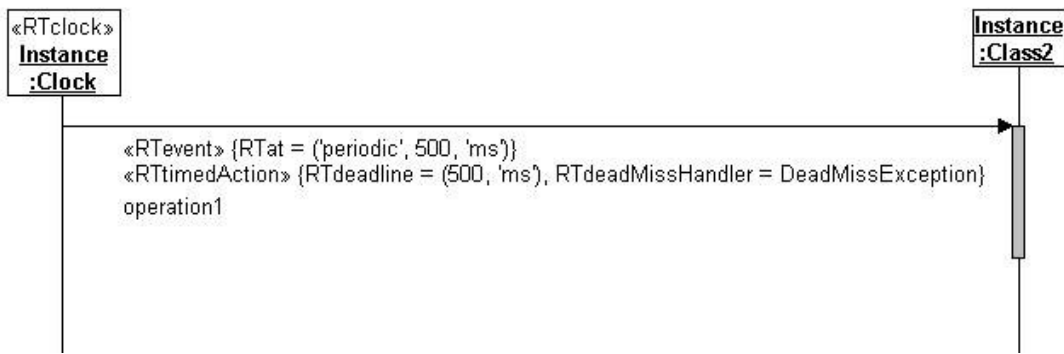 «RTclock»
Instance
:Clock
Instance
:Class2
«RTevent» {RTat = ('periodic', 500, 'ms')}
«RTtimedAction» {RTdeadline = (500, 'ms'), RTdeadMissHandler = DeadMissException}
operation1